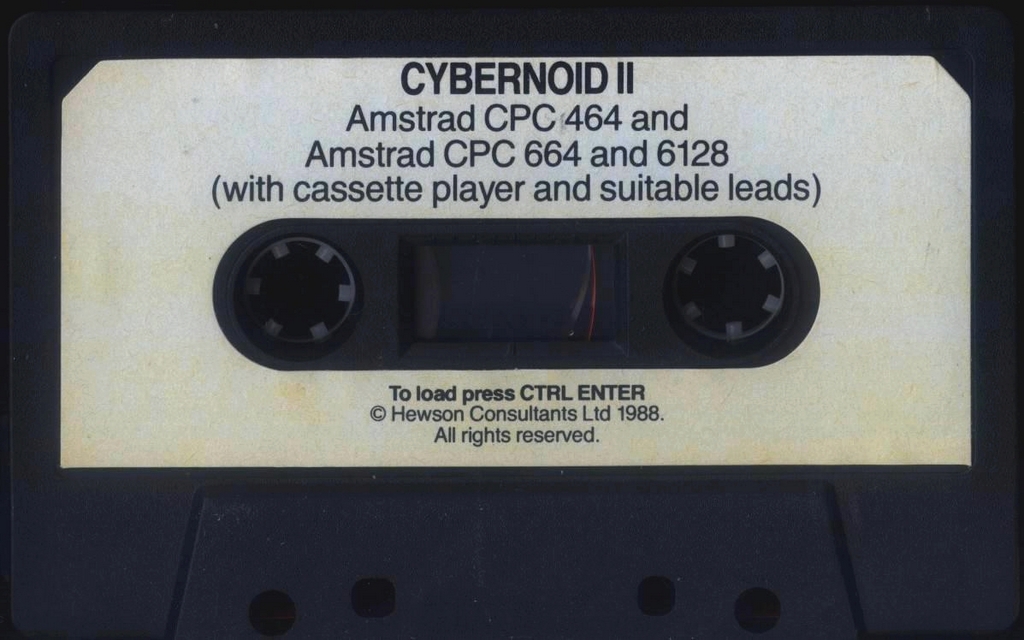 CYBERNOID II
Amstrad CPC 464 and
Amstrad CPC 664 and 6128
(with cassette player and suitable leads)
To load press CTRL ENTER
© Hewson Consultants Ltd 1988.
All rights reserved.